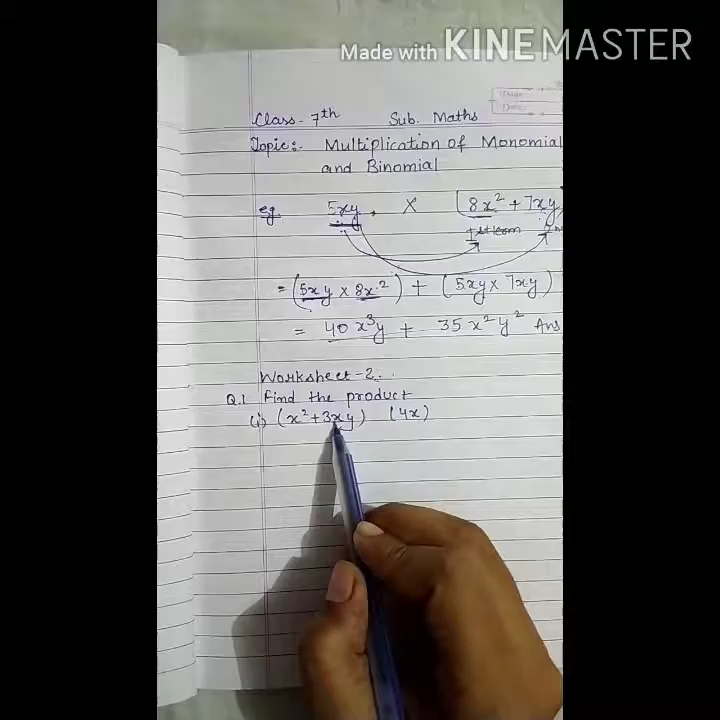 Made with KINEMASTER
Class - 7th Sub. Maths
Topic:- Multiplication of Monomial
and Binomial
eg. 5xy . X (8x² + 7xy
1st term
= (5xy x 8x²) + (5xy x 7xy)
= 40x³y + 35x²y² Ans
Worksheet-2.
Q.1 Find the product
(i) (x² + 3xy) (4x)